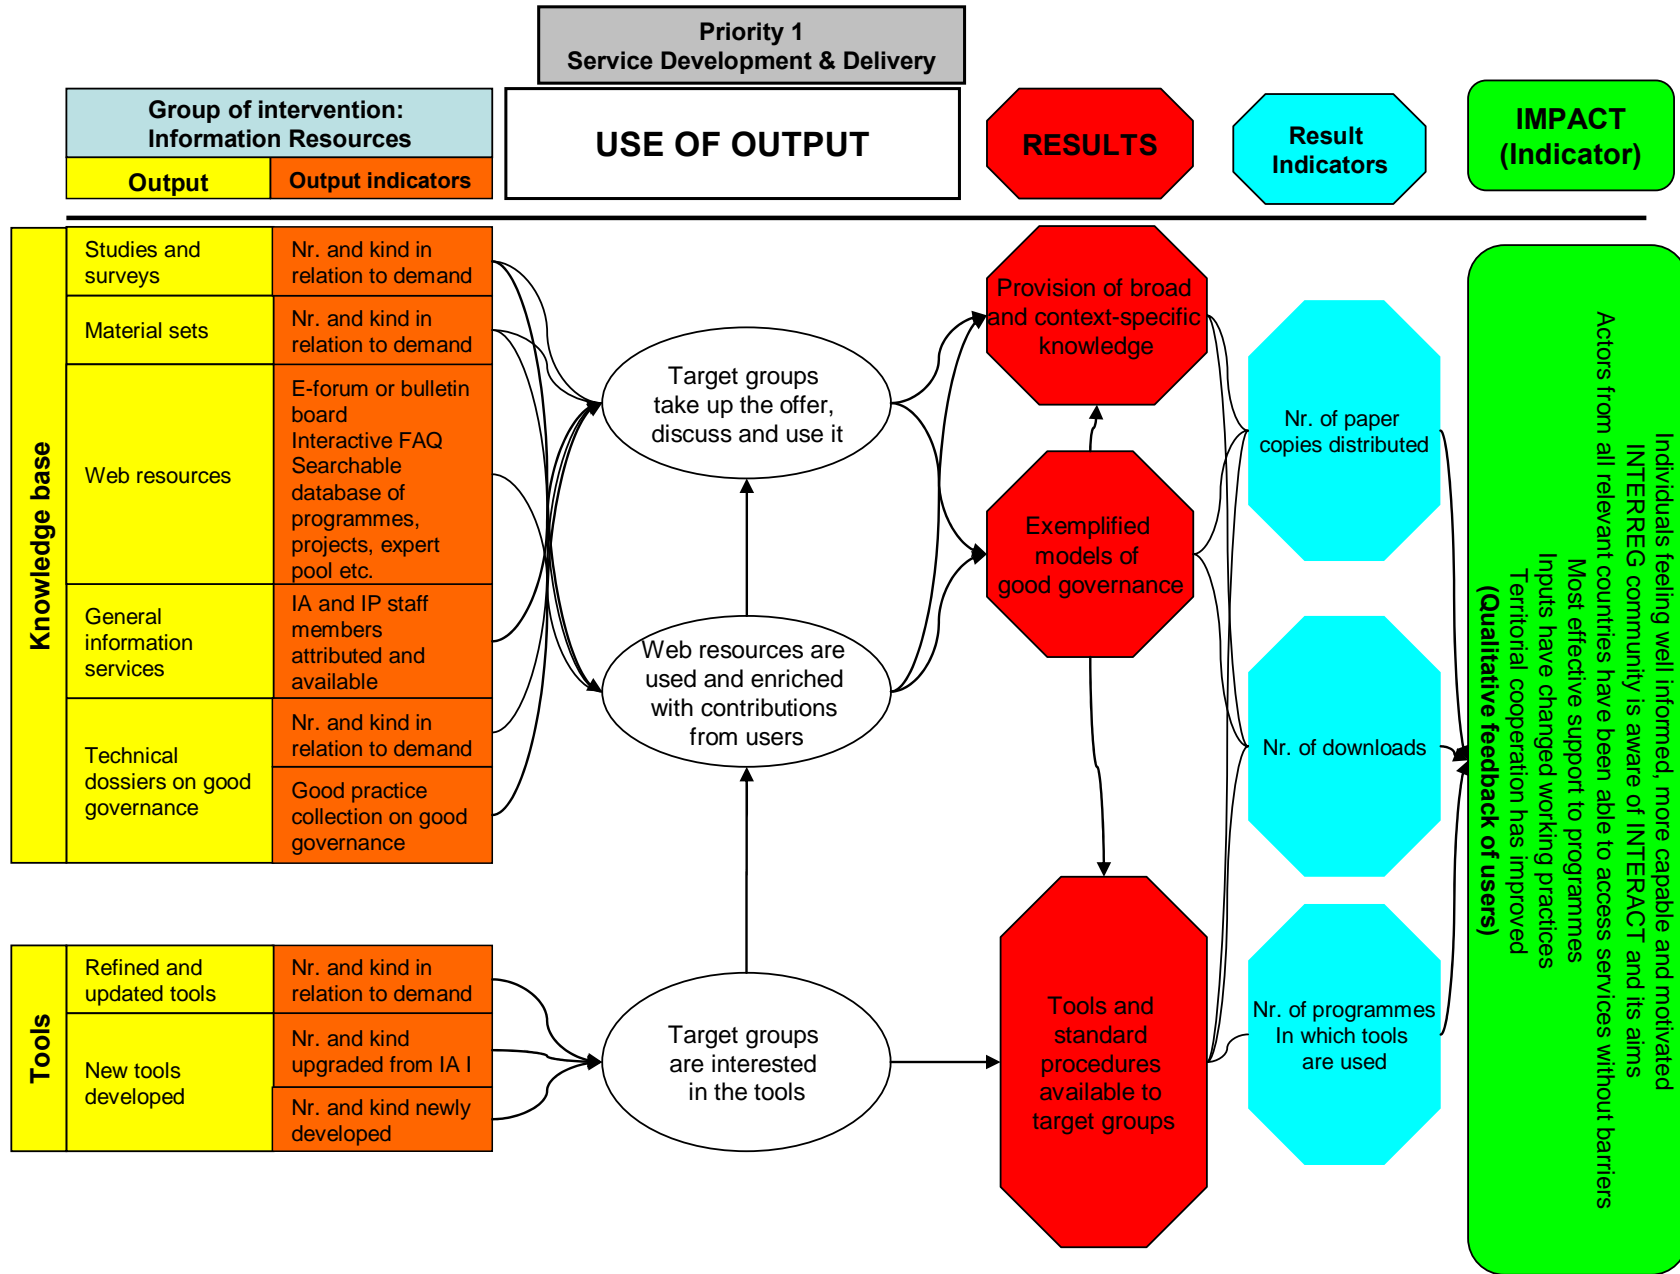 Priority 1
Service Development & Delivery
Group of intervention:
Information Resources
Output
Output indicators
USE OF OUTPUT
RESULTS
Result
Indicators
IMPACT
(Indicator)
Knowledge base
Studies and
surveys
Nr. and kind in
relation to demand
Material sets
Nr. and kind in
relation to demand
Web resources
E-forum or bulletin
board
Interactive FAQ
Searchable
database of
programmes,
projects, expert
pool etc.
General
information
services
IA and IP staff
members
attributed and
available
Technical
dossiers on good
governance
Nr. and kind in
relation to demand
Good practice
collection on good
governance
Tools
Refined and
updated tools
Nr. and kind in
relation to demand
New tools
developed
Nr. and kind
upgraded from IA I
Nr. and kind newly
developed
Target groups
take up the offer,
discuss and use it
Web resources are
used and enriched
with contributions
from users
Target groups
are interested
in the tools
Provision of broad
and context-specific
knowledge
Exemplified
models of
good governance
Tools and
standard
procedures
available to
target groups
Nr. of paper
copies distributed
Nr. of downloads
Nr. of programmes
In which tools
are used
Individuals feeling well informed, more capable and motivated
INTERREG community is aware of INTERACT and its aims
Actors from all relevant countries have been able to access services without barriers
Most effective support to programmes
Inputs have changed working practices
Territorial cooperation has improved
(Qualitative feedback of users)